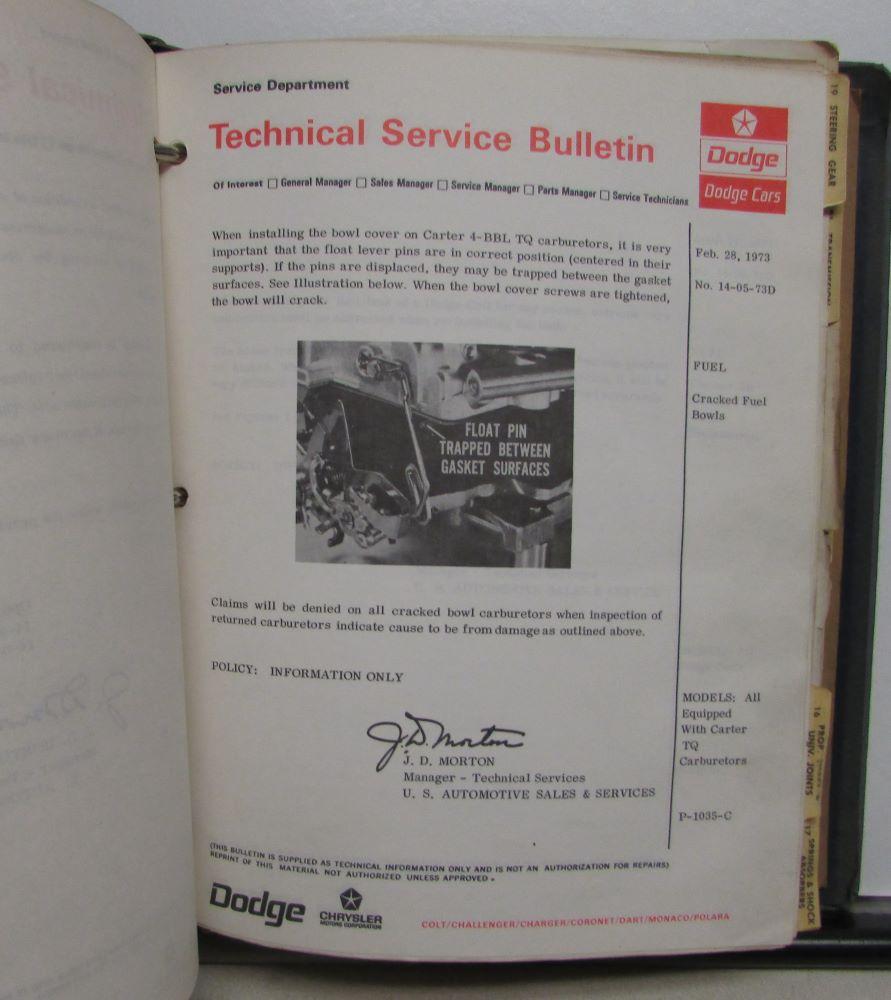 Service Department
Technical Service Bulletin
Of Interest □ General Manager □ Sales Manager □ Service Manager □ Parts Manager □ Service Technicians
Dodge
Dodge Cars
When installing the bowl cover on Carter 4-BBL TQ carburetors, it is very
important that the float lever pins are in correct position (centered in their
supports). If the pins are displaced, they may be trapped between the gasket
surfaces. See Illustration below. When the bowl cover screws are tightened,
the bowl will crack.
Feb. 28, 1973
No. 14-05-73D
FUEL
Cracked Fuel
Bowls
FLOAT PIN
TRAPPED BETWEEN
GASKET SURFACES
Claims will be denied on all cracked bowl carburetors when inspection of
returned carburetors indicate cause to be from damage as outlined above.
POLICY: INFORMATION ONLY
J. D. Morton
J. D. MORTON
Manager - Technical Services
U. S. AUTOMOTIVE SALES & SERVICES
MODELS: All
Equipped
With Carter
TQ
Carburetors
P-1035-C
(THIS BULLETIN IS SUPPLIED AS TECHNICAL INFORMATION ONLY AND IS NOT AN AUTHORIZATION FOR REPAIRS)
REPRINT OF THIS MATERIAL NOT AUTHORIZED UNLESS APPROVED.
Dodge
CHRYSLER
MOTORS CORPORATION
COLT/CHALLENGER/CHARGER/CORONET/DART/MONACO/POLARA
19 STEERING GEAR
16 PROP.
UNIV. JOINTS
17 SPRINGS & SHOCK
ABSORBERS